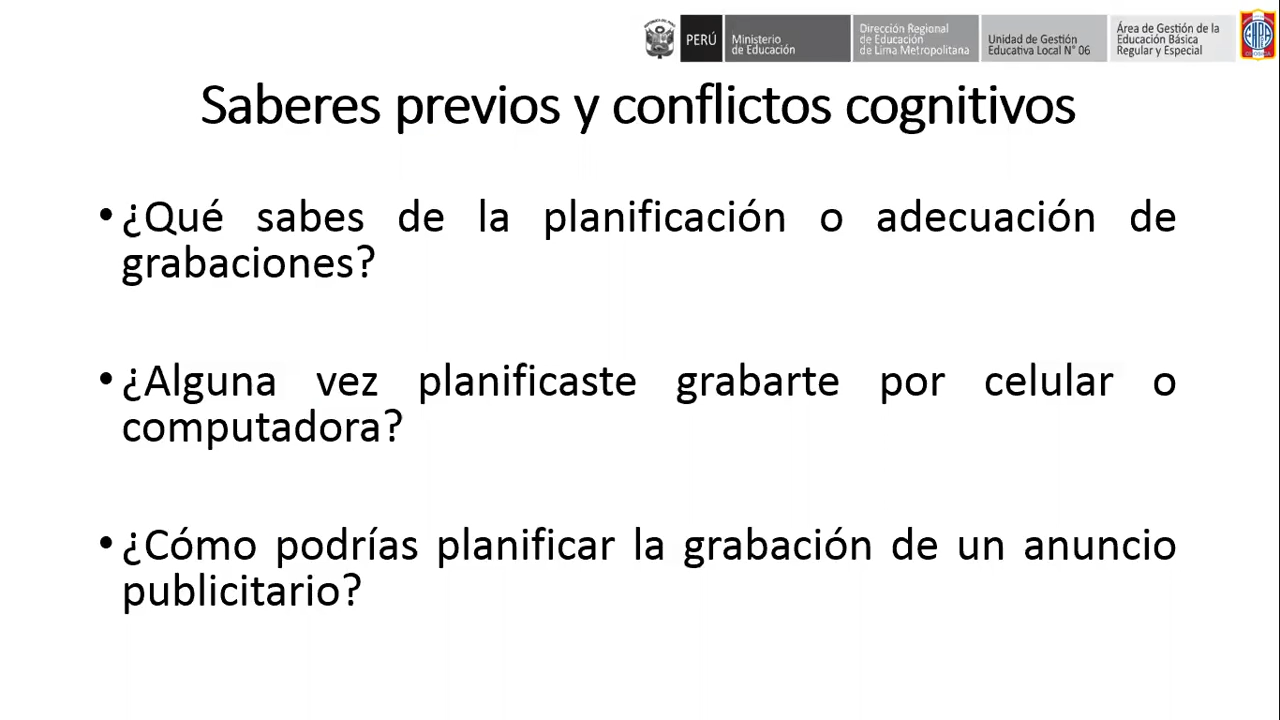 PERÚ
Ministerio
de Educación
Dirección Regional
de Educación
de Lima Metropolitana
Unidad de Gestión
Educativa Local N° 06
Área de Gestión de la
Educación Básica
Regular y Especial
Saberes previos y conflictos cognitivos
•¿Qué sabes de la planificación o adecuación de
grabaciones?
•¿Alguna vez planificaste grabarte por celular o
computadora?
•¿Cómo podrías planificar la grabación de un anuncio
publicitario?